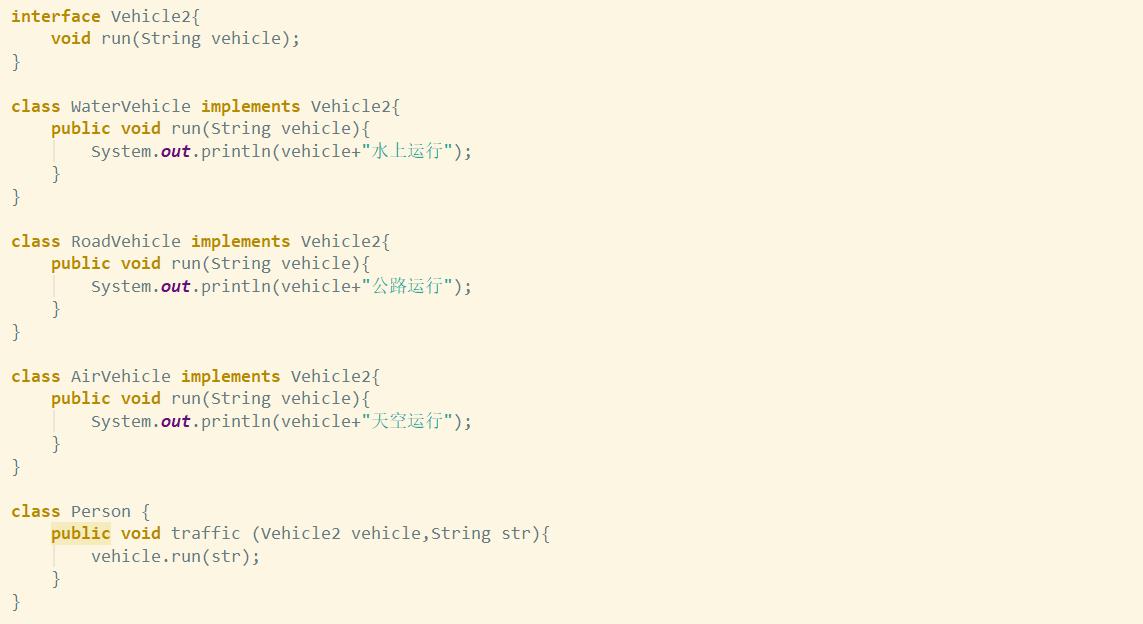 interface Vehicle2{
    void run(String vehicle);
}

class WaterVehicle implements Vehicle2{
    public void run(String vehicle){
        System.out.println(vehicle+"水上运行");
    }
}

class RoadVehicle implements Vehicle2{
    public void run(String vehicle){
        System.out.println(vehicle+"公路运行");
    }
}

class AirVehicle implements Vehicle2{
    public void run(String vehicle){
        System.out.println(vehicle+"天空运行");
    }
}

class Person {
    public void traffic (Vehicle2 vehicle,String str){
        vehicle.run(str);
    }
}